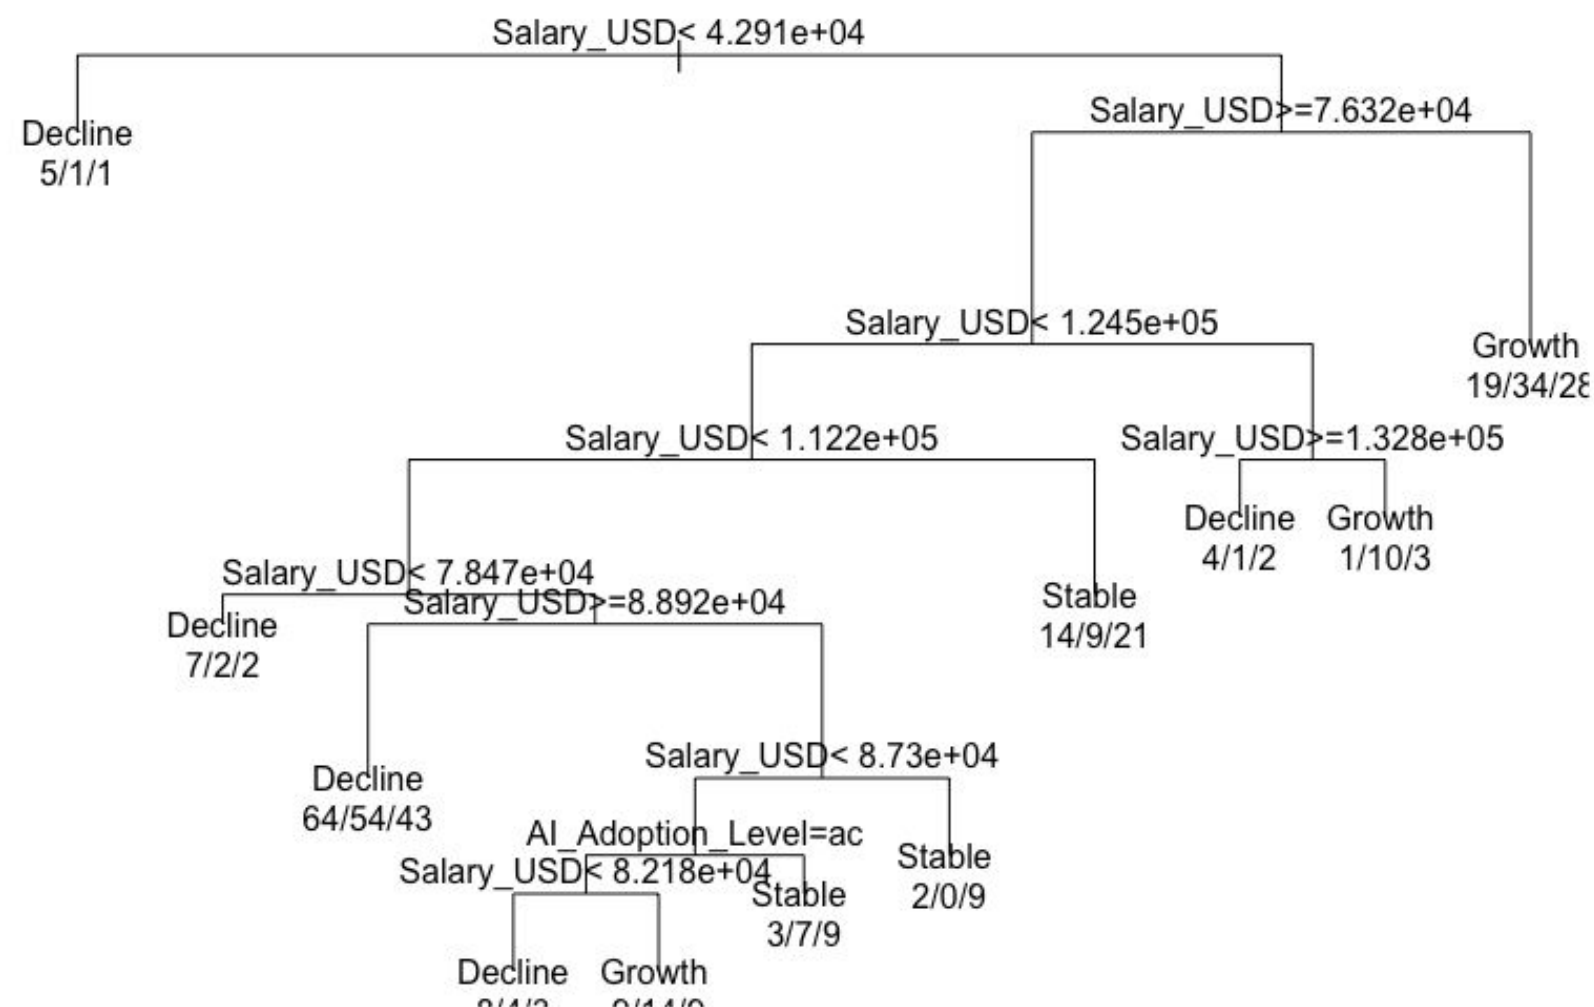 Salary_USD< 4.291e+04
Salary_USD>=7.632e+04
Decline
5/1/1
Salary_USD< 1.245e+05
Growth
19/34/28
Salary_USD< 1.122e+05
Salary_USD>=1.328e+05
Decline
4/1/2
Growth
1/10/3
Salary_USD< 7.847e+04
Salary_USD>=8.892e+04
Stable
14/9/21
Decline
7/2/2
Salary_USD< 8.73e+04
Decline
64/54/43
AI_Adoption_Level=ac
Salary_USD< 8.218e+04
Stable
2/0/9
Stable
3/7/9
Decline
Growth